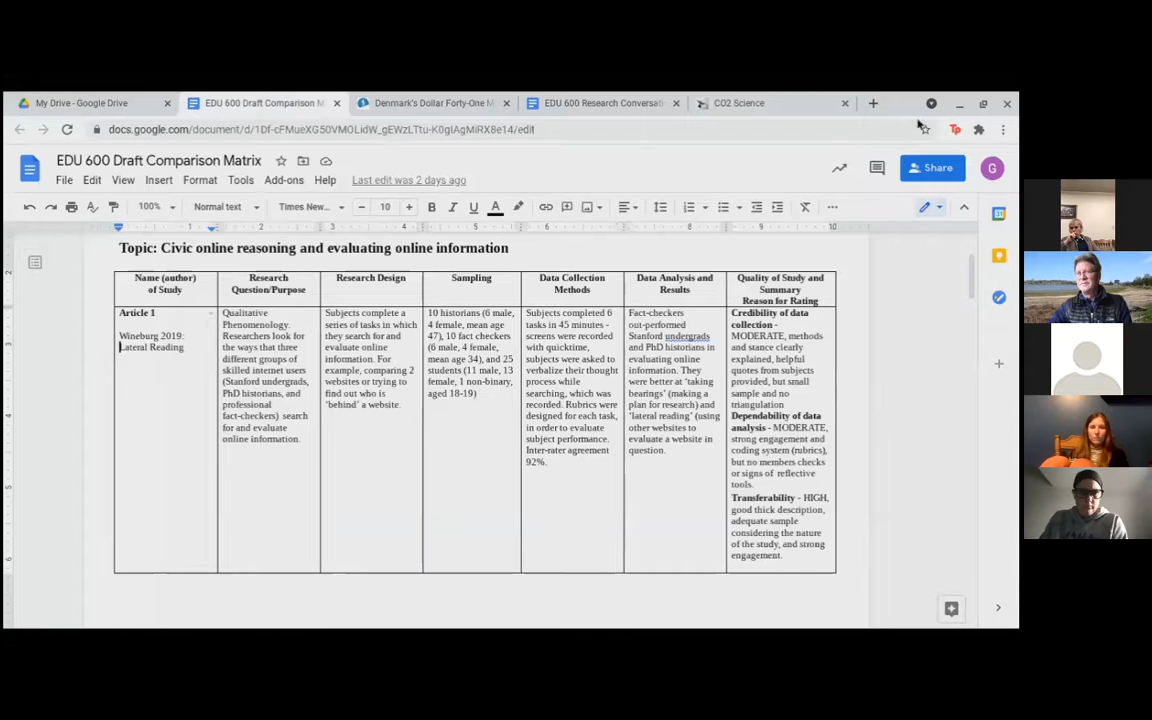 My Drive - Google Drive
EDU 600 Draft Comparison M
Denmark's Dollar Forty-One M
EDU 600 Research Conversati
CO2 Science
docs.google.com/document/d/1Df-cFMueXG50VMOLidW_gEWzLTtu-K0gIAgMiRX8e14/edit
EDU 600 Draft Comparison Matrix
File Edit View Insert Format Tools Add-ons Help Last edit was 2 days ago
Share
G
100% Normal text Times New... 10
Topic: Civic online reasoning and evaluating online information
Name (author)
of Study
Research
Question/Purpose
Research Design
Sampling
Data Collection
Methods
Data Analysis and
Results
Quality of Study and
Summary
Reason for Rating
Article 1
Wineburg 2019:
Lateral Reading
Qualitative
Phenomenology.
Researchers look for
the ways that three
different groups of
skilled internet users
(Stanford undergrads,
PhD historians, and
professional
fact-checkers) search
for and evaluate
online information.
Subjects complete a
series of tasks in which
they search for and
evaluate online
information. For
example, comparing 2
websites or trying to
find out who is
‘behind’ a website.
10 historians (6 male,
4 female, mean age
47), 10 fact checkers
(6 male, 4 female,
mean age 34), and 25
students (11 male, 13
female, 1 non-binary,
aged 18-19)
Subjects completed 6
tasks in 45 minutes -
screens were recorded
with quicktime,
subjects were asked to
verbalize their thought
process while
searching, which was
recorded. Rubrics were
designed for each task,
in order to evaluate
subject performance.
Inter-rater agreement
92%.
Fact-checkers
out-performed
Stanford undergrads
and PhD historians in
evaluating online
information. They
were better at ‘taking
bearings’ (making a
plan for research) and
‘lateral reading’ (using
other websites to
evaluate a website in
question.
Credibility of data
collection -
MODERATE, methods
and stance clearly
explained, helpful
quotes from subjects
provided, but small
sample and no
triangulation
Dependability of data
analysis - MODERATE,
strong engagement and
coding system (rubrics),
but no members checks
or signs of reflective
tools.
Transferability - HIGH,
good thick description,
adequate sample
considering the nature
of the study, and strong
engagement.